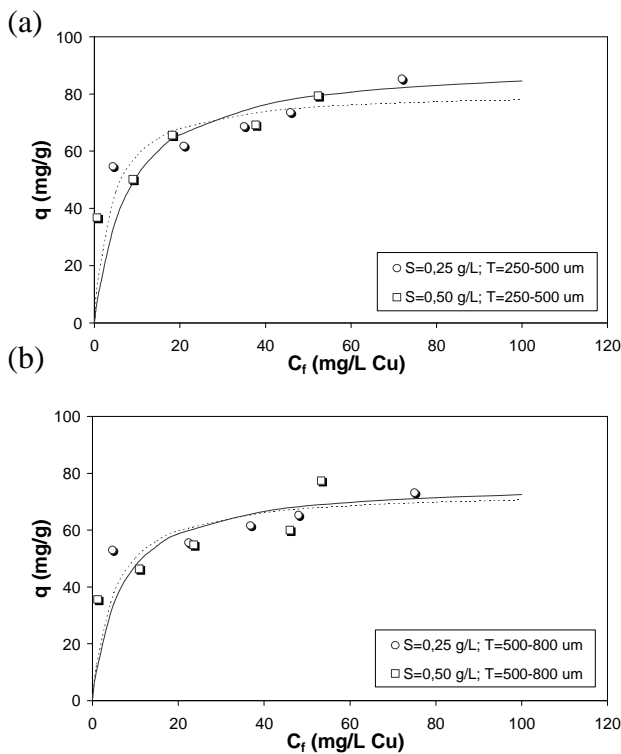 (a)
100
80
60
40
20
0
q (mg/g)
S=0,25 g/L; T=250-500 um
S=0,50 g/L; T=250-500 um
0 20 40 60 80 100 120
C_f (mg/L Cu)
(b)
100
80
60
40
20
0
q (mg/g)
S=0,25 g/L; T=500-800 um
S=0,50 g/L; T=500-800 um
0 20 40 60 80 100 120
C_f (mg/L Cu)